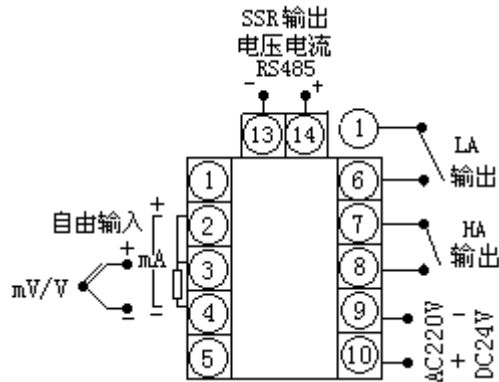 SSR输出
电压电流
RS485
- +
13 14 1
LA
输出
1 6
自由输入 + 2 7
HA
输出
+ mA 3 8
mV/V
- - 4 9 AC220V - DC24V
5 10 +